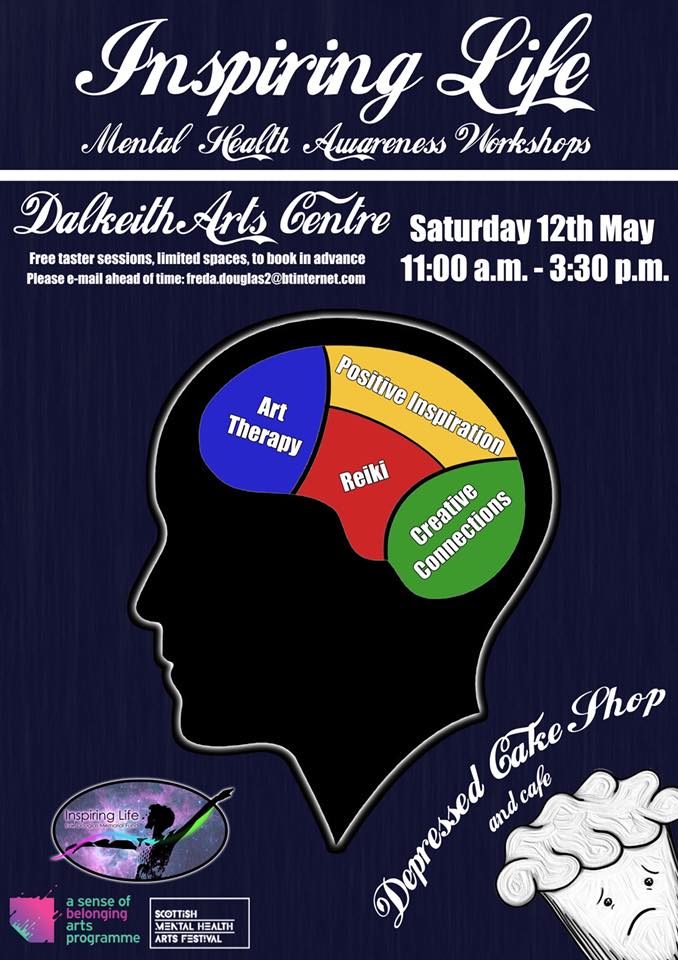 Inspiring Life
Mental Health Awareness Workshops
Dalkeith Arts Centre
Free taster sessions, limited spaces, to book in advance
Please e-mail ahead of time: freda.douglas2@btinternet.com
Saturday 12th May
11:00 a.m. - 3:30 p.m.
Art
Therapy
Positive Inspiration
Reiki
Creative
Connections
Depressed Cake Shop
and cafe
Inspiring Life
Memorial Fund
a sense of
belonging
arts
programme
SCOTTISH
MENTAL HEALTH
ARTS FESTIVAL